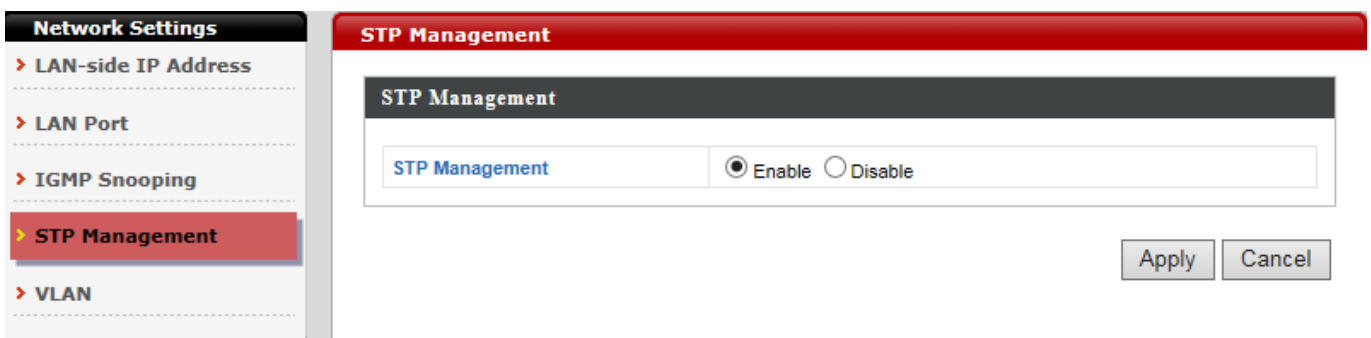 Network Settings
LAN-side IP Address
LAN Port
IGMP Snooping
STP Management
VLAN
STP Management
STP Management
STP Management Enable Disable
Apply Cancel